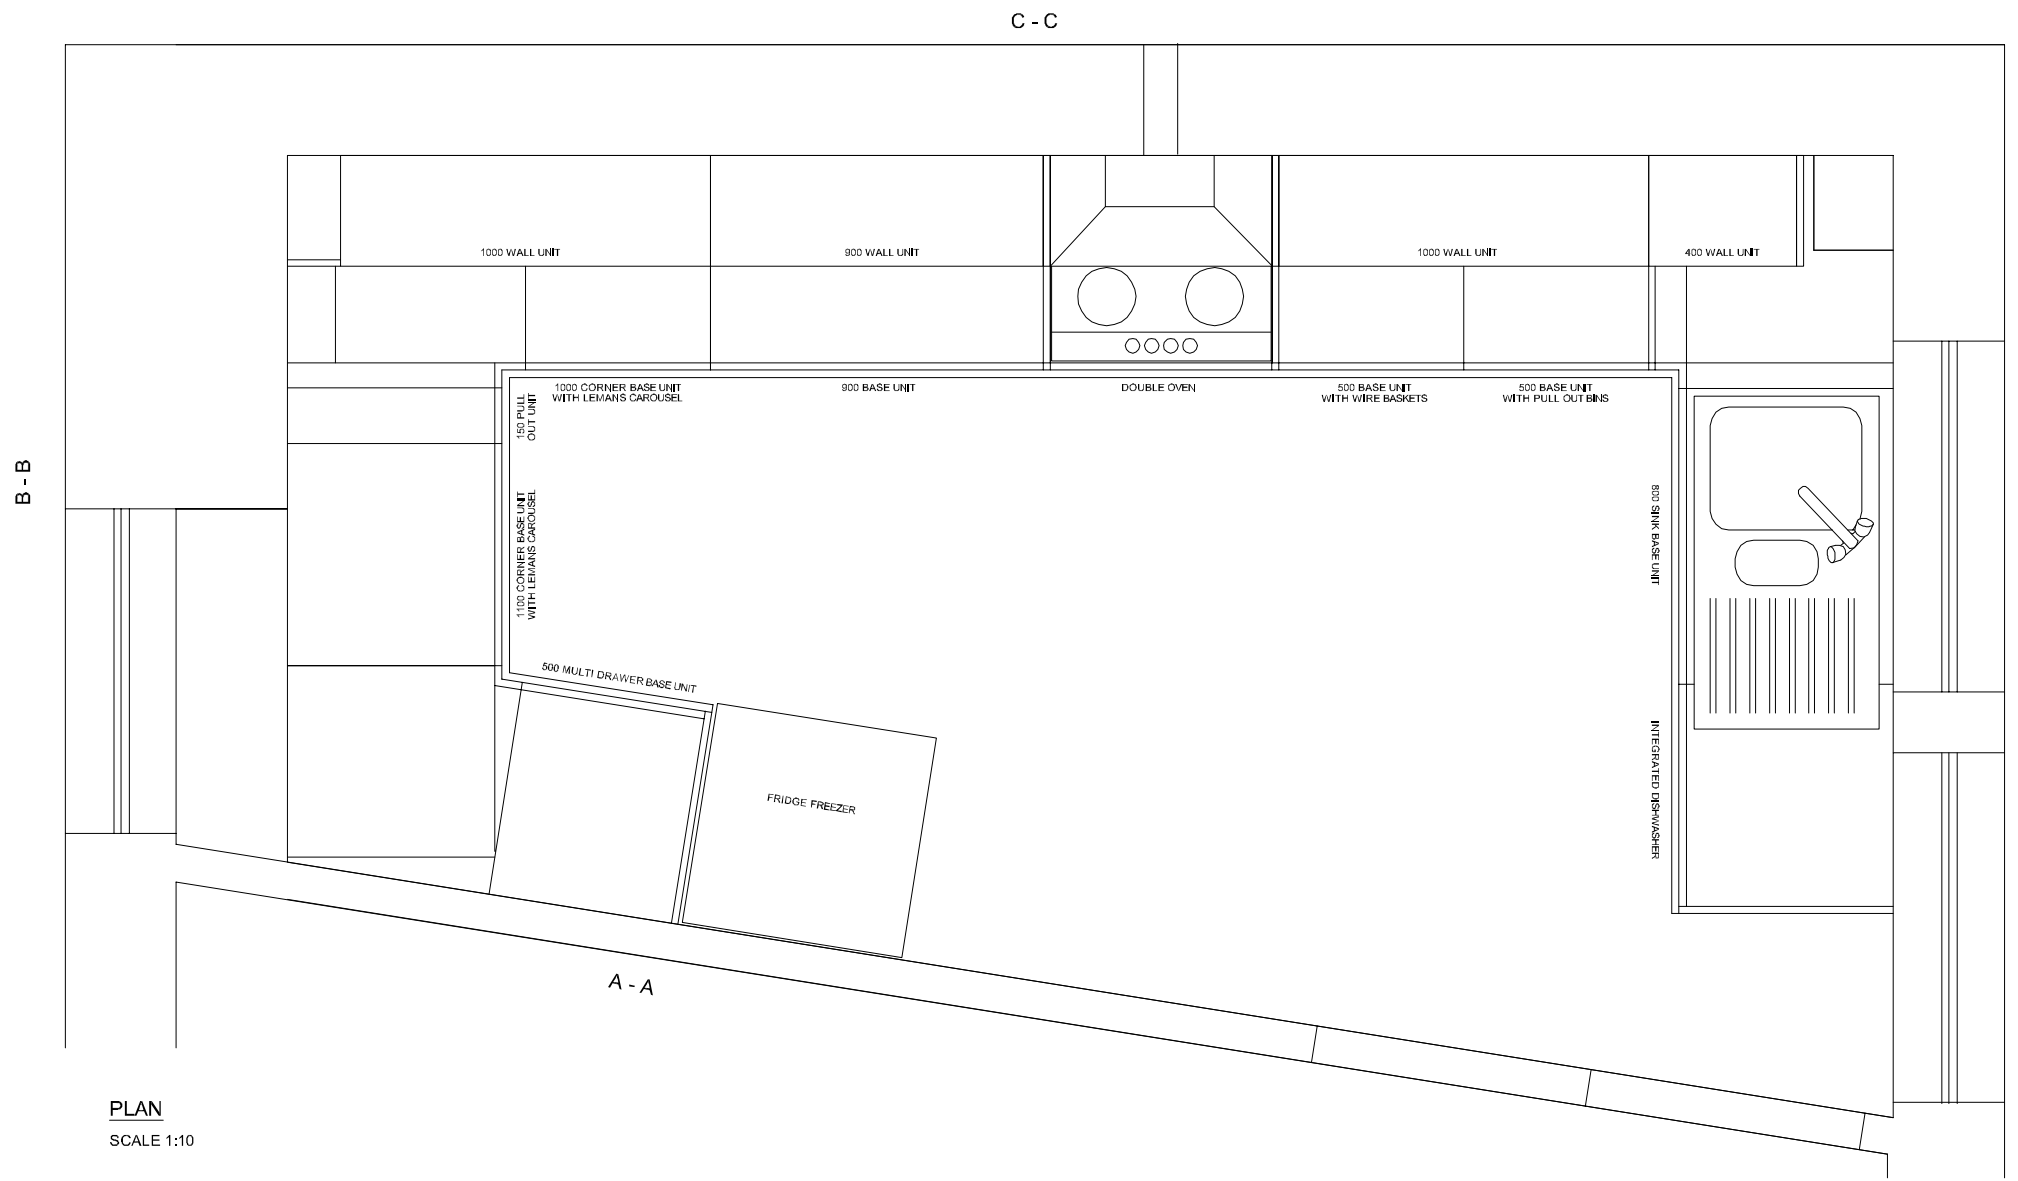 C - C
1000 WALL UNIT
900 WALL UNIT
1000 WALL UNIT
400 WALL UNIT
1000 CORNER BASE UNIT
WITH LEMANS CAROUSEL
900 BASE UNIT
DOUBLE OVEN
500 BASE UNIT
WITH WIRE BASKETS
500 BASE UNIT
WITH PULL OUT BINS
150 PULL
OUT UNIT
B - B
1100 CORNER BASE UNIT
WITH LEMANS CAROUSEL
800 SINK BASE UNIT
500 MULTI DRAWER BASE UNIT
INTEGRATED DISHWASHER
FRIDGE FREEZER
A - A
PLAN
SCALE 1:10